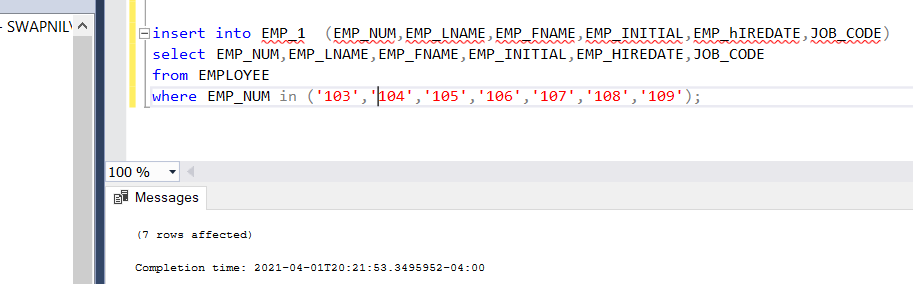 - SWAPNILV
insert into EMP_1  (EMP_NUM,EMP_LNAME,EMP_FNAME,EMP_INITIAL,EMP_hIREDATE,JOB_CODE)
select EMP_NUM,EMP_LNAME,EMP_FNAME,EMP_INITIAL,EMP_HIREDATE,JOB_CODE
from EMPLOYEE
where EMP_NUM in ('103','104','105','106','107','108','109');
100 %
Messages
(7 rows affected)
Completion time: 2021-04-01T20:21:53.3495952-04:00